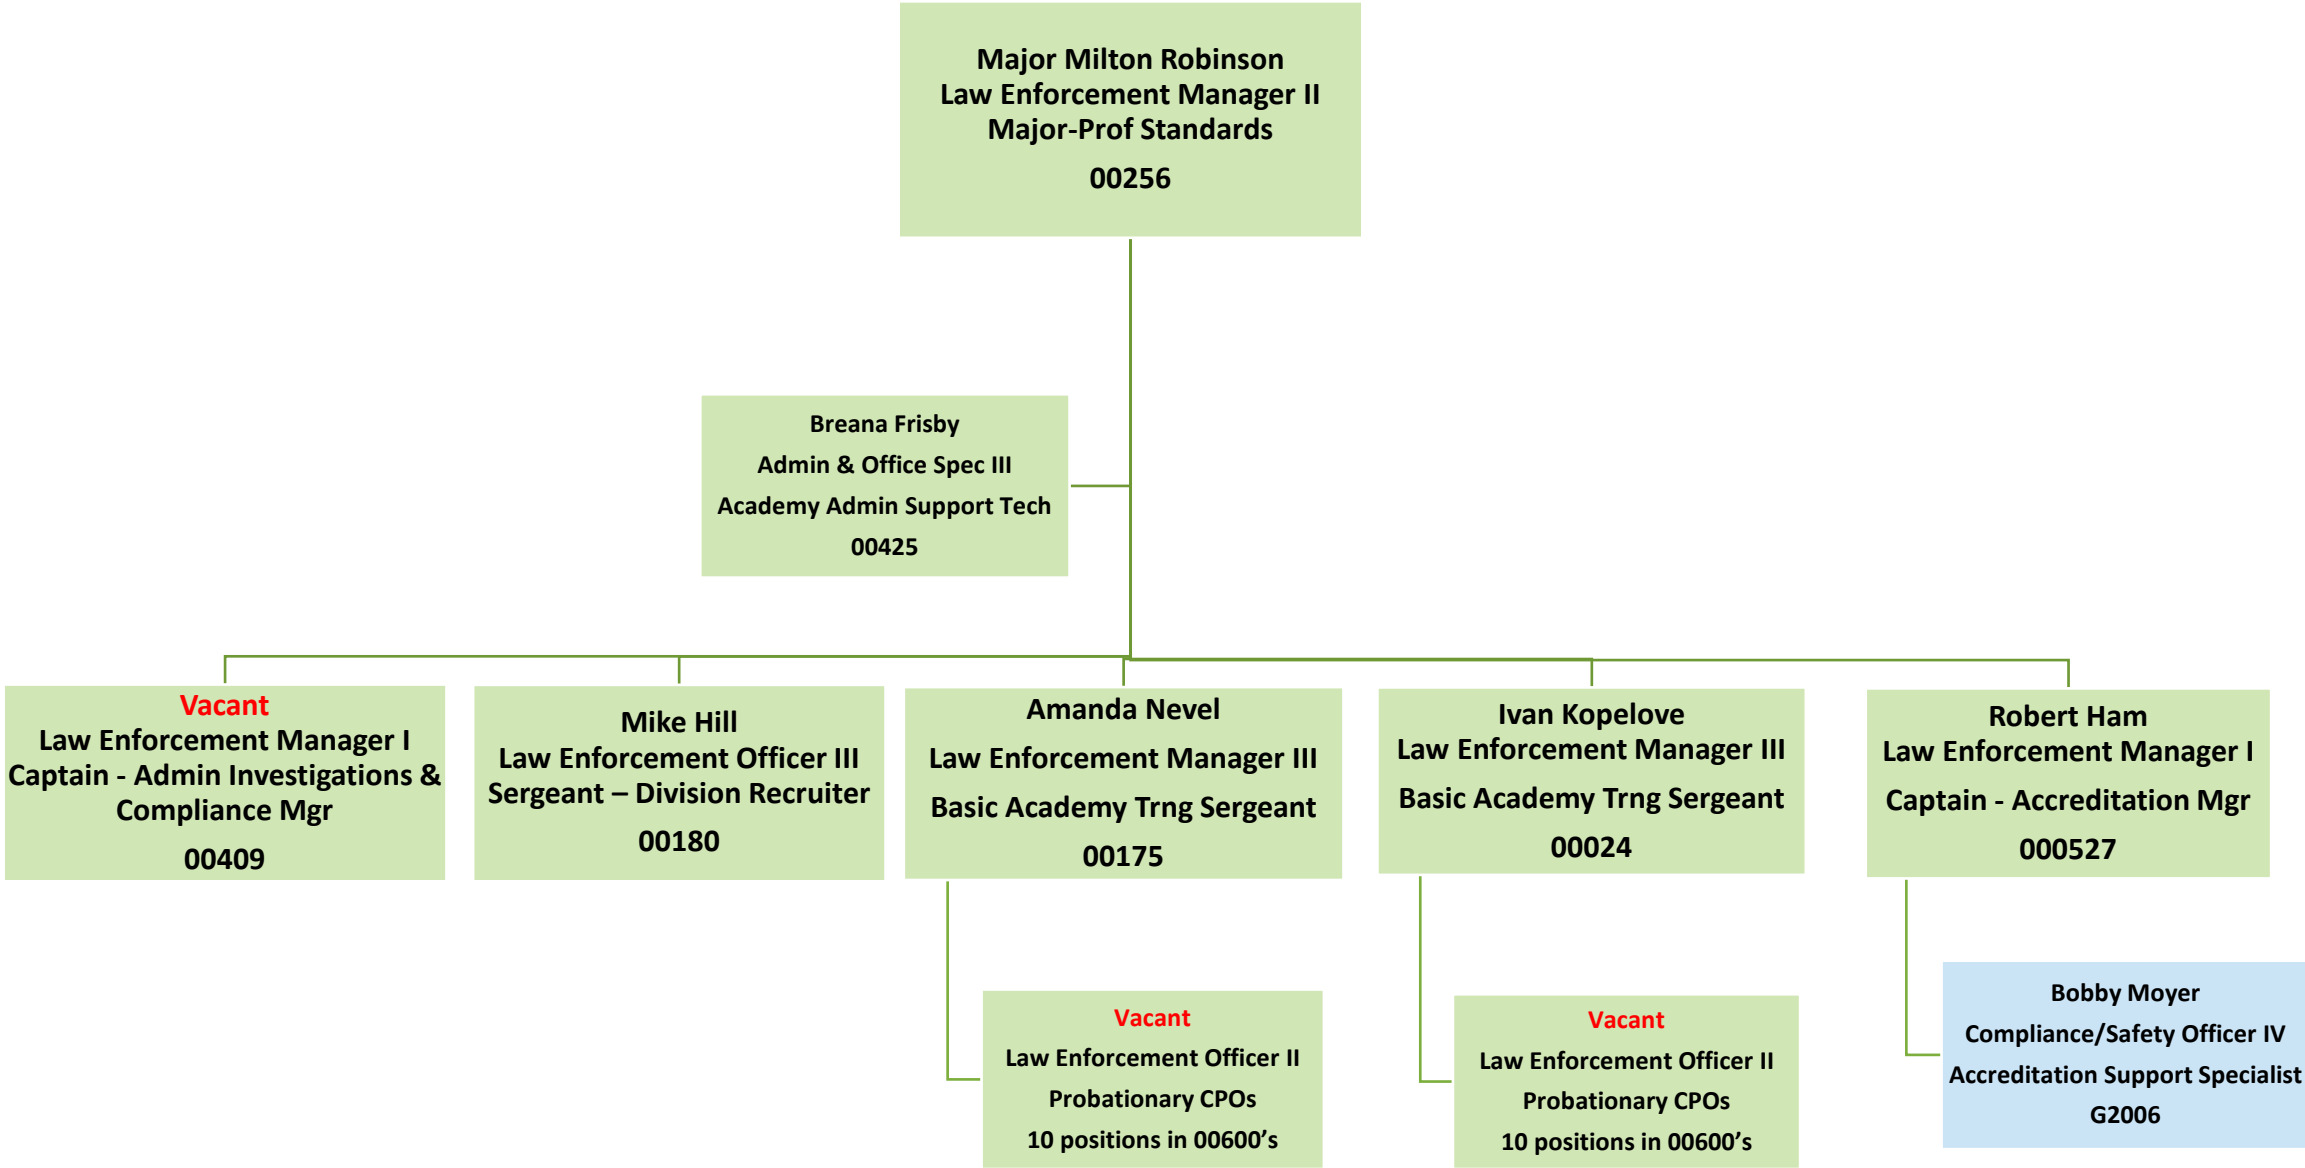 Major Milton Robinson
Law Enforcement Manager II
Major-Prof Standards
00256
Breana Frisby
Admin & Office Spec III
Academy Admin Support Tech
00425
Vacant
Law Enforcement Manager I
Captain - Admin Investigations &
Compliance Mgr
00409
Mike Hill
Law Enforcement Officer III
Sergeant – Division Recruiter
00180
Amanda Nevel
Law Enforcement Manager III
Basic Academy Trng Sergeant
00175
Ivan Kopelove
Law Enforcement Manager III
Basic Academy Trng Sergeant
00024
Robert Ham
Law Enforcement Manager I
Captain - Accreditation Mgr
000527
Vacant
Law Enforcement Officer II
Probationary CPOs
10 positions in 00600’s
Vacant
Law Enforcement Officer II
Probationary CPOs
10 positions in 00600’s
Bobby Moyer
Compliance/Safety Officer IV
Accreditation Support Specialist
G2006